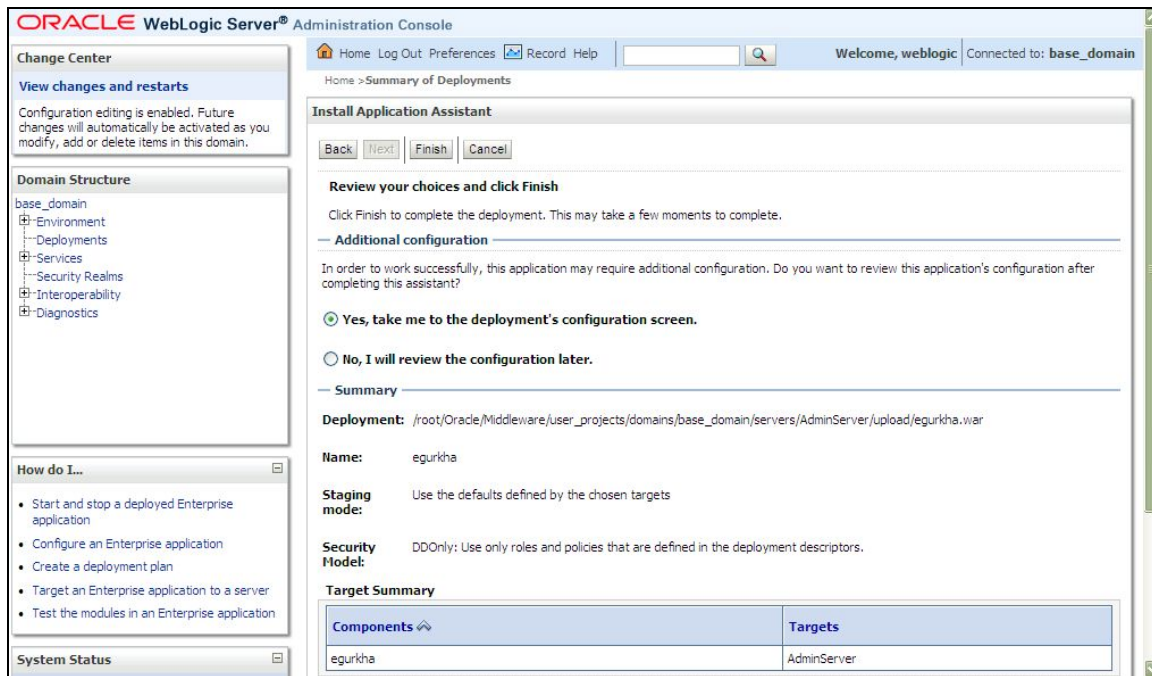 ORACLE WebLogic Server® Administration Console
Change Center
View changes and restarts
Configuration editing is enabled. Future
changes will automatically be activated as you
modify, add or delete items in this domain.
Domain Structure
base_domain
Environment
Deployments
Services
Security Realms
Interoperability
Diagnostics
How do I...
Start and stop a deployed Enterprise
application
Configure an Enterprise application
Create a deployment plan
Target an Enterprise application to a server
Test the modules in an Enterprise application
System Status
Home Log Out Preferences Record Help
Welcome, weblogic Connected to: base_domain
Home >Summary of Deployments
Install Application Assistant
Back Next Finish Cancel
Review your choices and click Finish
Click Finish to complete the deployment. This may take a few moments to complete.
Additional configuration
In order to work successfully, this application may require additional configuration. Do you want to review this application's configuration after
completing this assistant?
Yes, take me to the deployment's configuration screen.
No, I will review the configuration later.
Summary
Deployment: /root/Oracle/Middleware/user_projects/domains/base_domain/servers/AdminServer/upload/egurkha.war
Name: egurkha
Staging Use the defaults defined by the chosen targets
mode:
Security DDOnly: Use only roles and policies that are defined in the deployment descriptors.
Model:
Target Summary
Components Targets
egurkha AdminServer